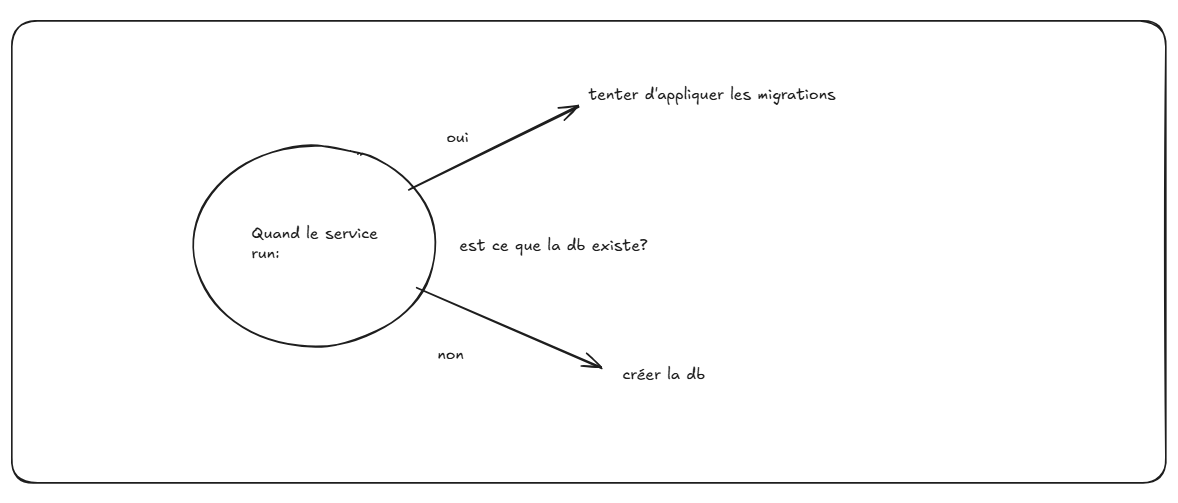 tenter d'appliquer les migrations
oui
Quand le service
run:
est ce que la db existe?
non
créer la db